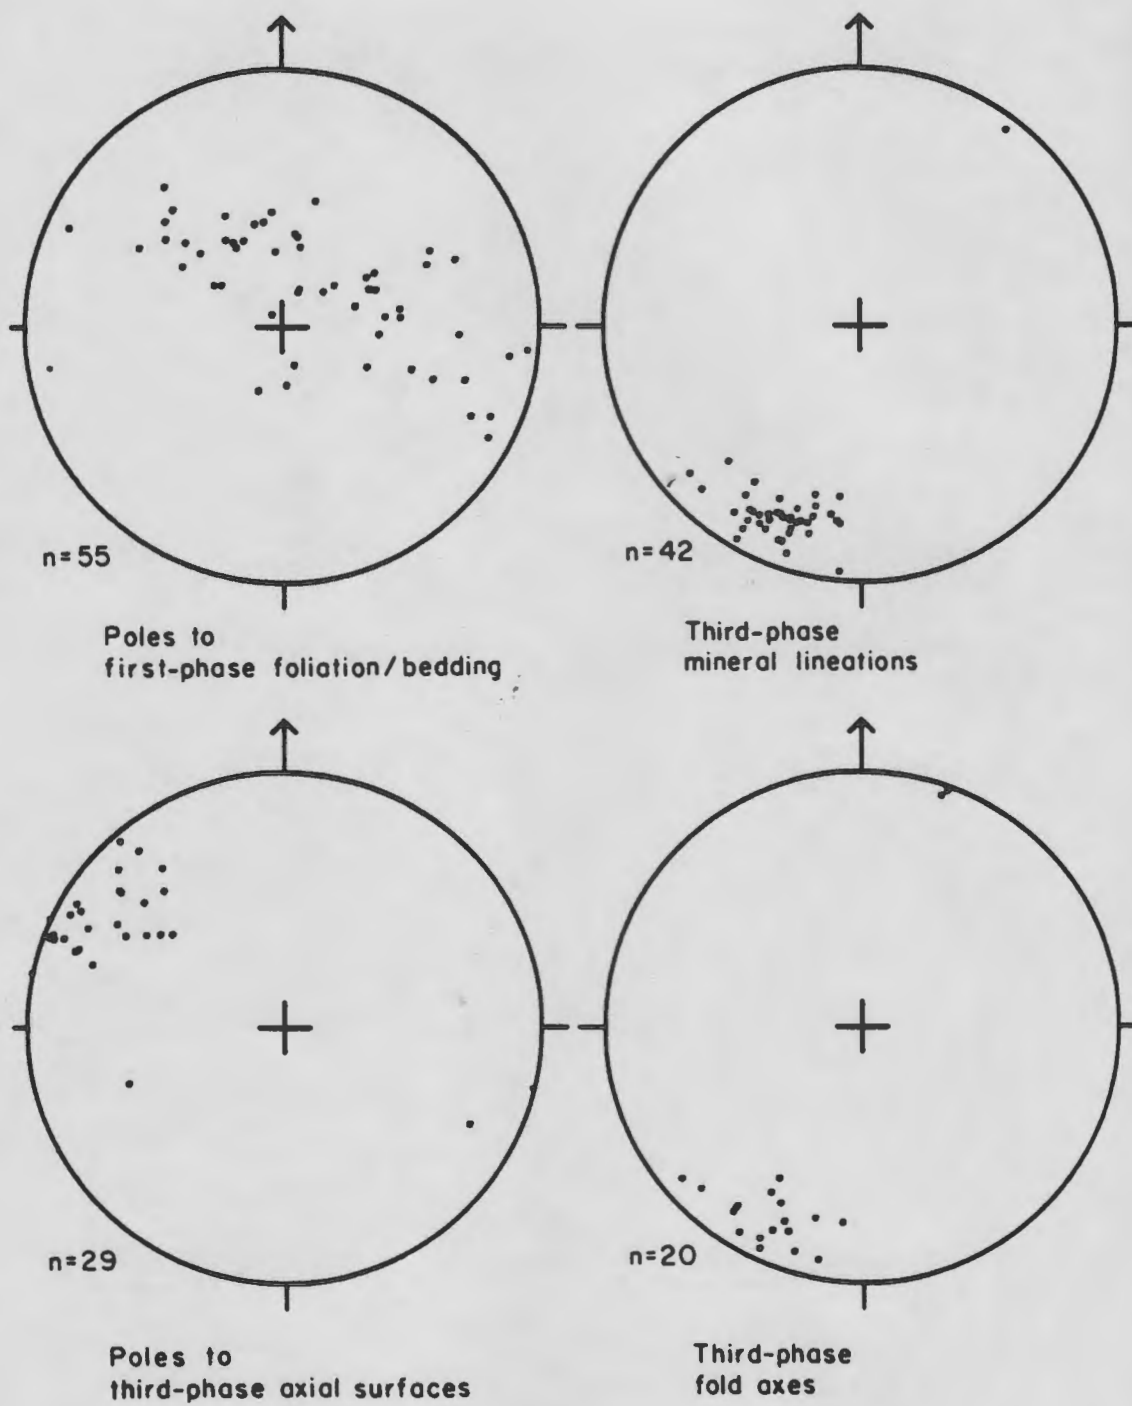 n=55
Poles to
first-phase foliation/bedding
n=42
Third-phase
mineral lineations
n=29
Poles to
third-phase axial surfaces
n=20
Third-phase
fold axes